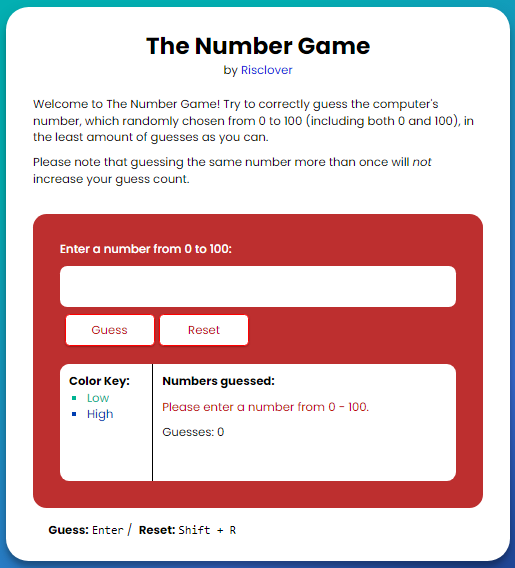 The Number Game
by Risclover
Welcome to The Number Game! Try to correctly guess the computer's
number, which randomly chosen from 0 to 100 (including both 0 and 100), in
the least amount of guesses as you can.
Please note that guessing the same number more than once will not
increase your guess count.
Enter a number from 0 to 100:
Guess Reset
Color Key:
Low
High
Numbers guessed:
Please enter a number from 0 - 100.
Guesses: 0
Guess: Enter / Reset: Shift + R